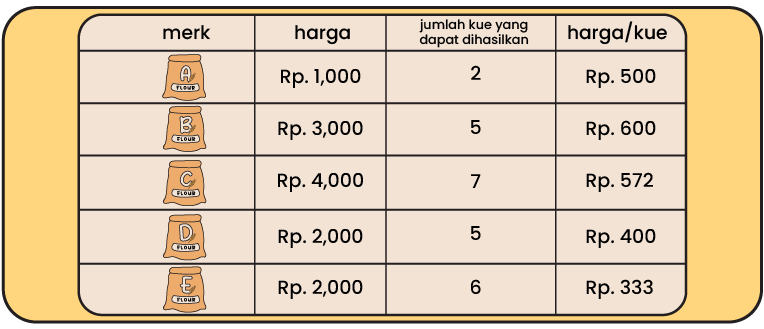 merk harga jumlah kue yang dapat dihasilkan harga/kue
A FLOUR Rp. 1,000 2 Rp. 500
B FLOUR Rp. 3,000 5 Rp. 600
C FLOUR Rp. 4,000 7 Rp. 572
D FLOUR Rp. 2,000 5 Rp. 400
E FLOUR Rp. 2,000 6 Rp. 333